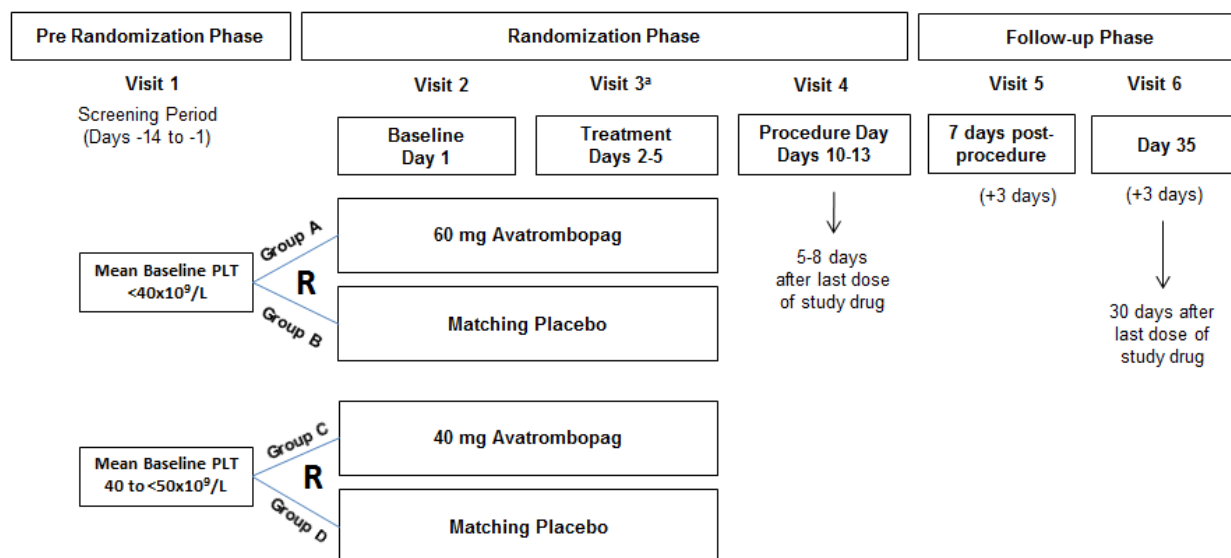 Pre Randomization Phase
Randomization Phase
Follow-up Phase
Visit 1
Visit 2
Visit 3ᵃ
Visit 4
Visit 5
Visit 6
Screening Period
(Days -14 to -1)
Baseline
Day 1
Treatment
Days 2-5
Procedure Day
Days 10-13
7 days post-
procedure
Day 35
(+3 days)
(+3 days)
5-8 days
after last dose
of study drug
30 days after
last dose of
study drug
Mean Baseline PLT
<40x10⁹/L
Group A
R
Group B
60 mg Avatrombopag
Matching Placebo
Mean Baseline PLT
40 to <50x10⁹/L
Group C
R
Group D
40 mg Avatrombopag
Matching Placebo